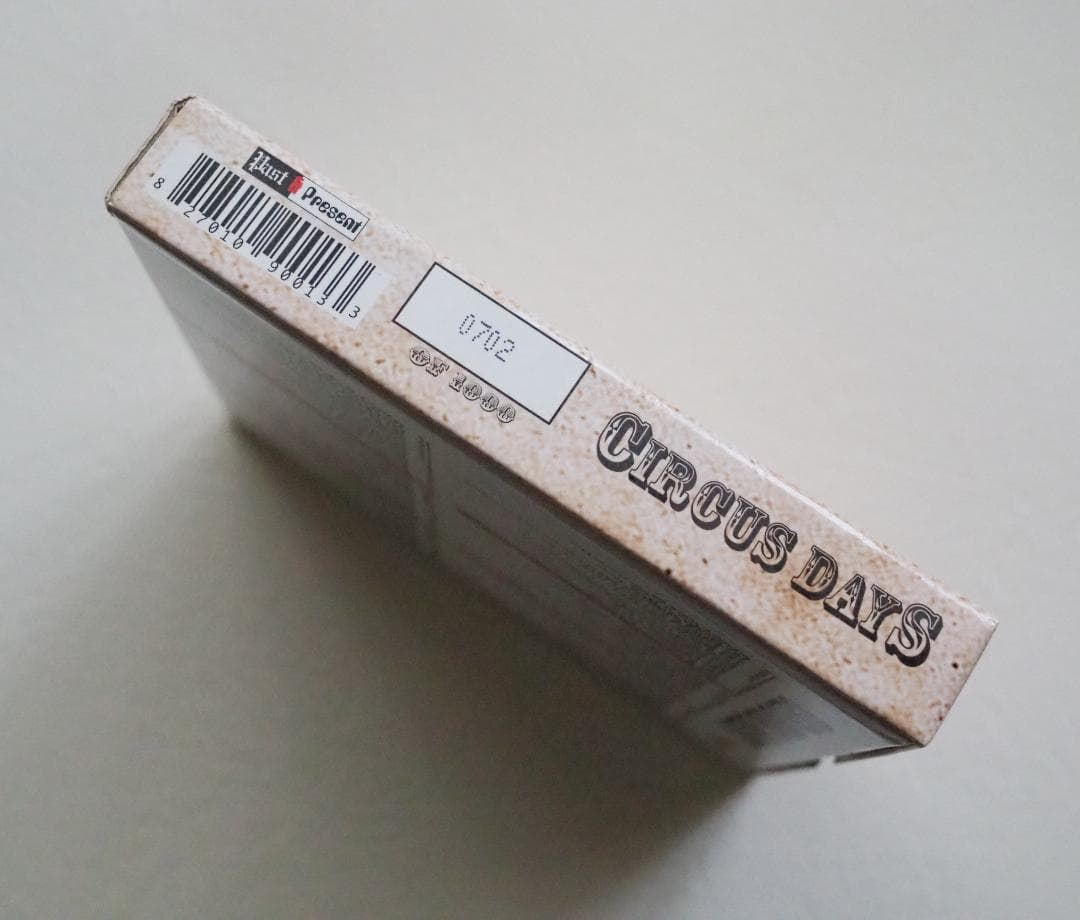 Past & Present
8 27010 90013 3
0702
OF 1000
CIRCUS DAYS